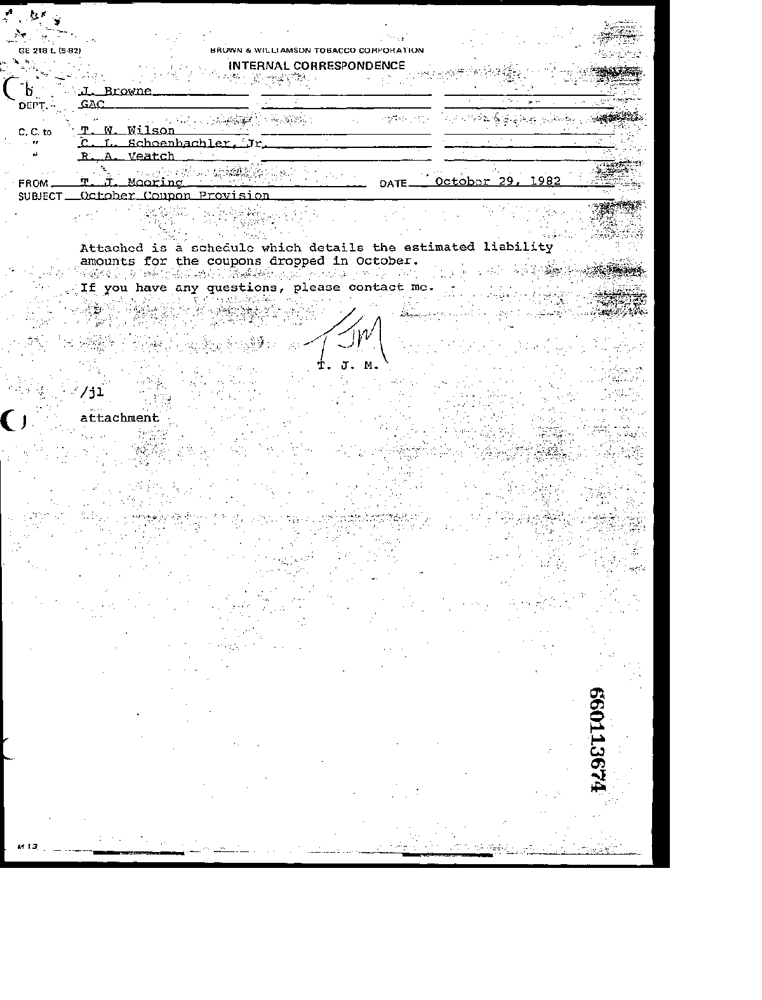 GE 218 L (5-82)
BROWN & WILLIAMSON TOBACCO CORPORATION
INTERNAL CORRESPONDENCE
J. Browne
DEPT. GAC
C. C. to T. W. Wilson
" C. L. Schoenbachler, Jr.
" R. A. Veatch
FROM T. J. Mooring DATE October 29, 1982
SUBJECT October Coupon Provision
Attached is a schedule which details the estimated liability
amounts for the coupons dropped in October.
If you have any questions, please contact me.
TJM
T. J. M.
/jl
attachment
660113674